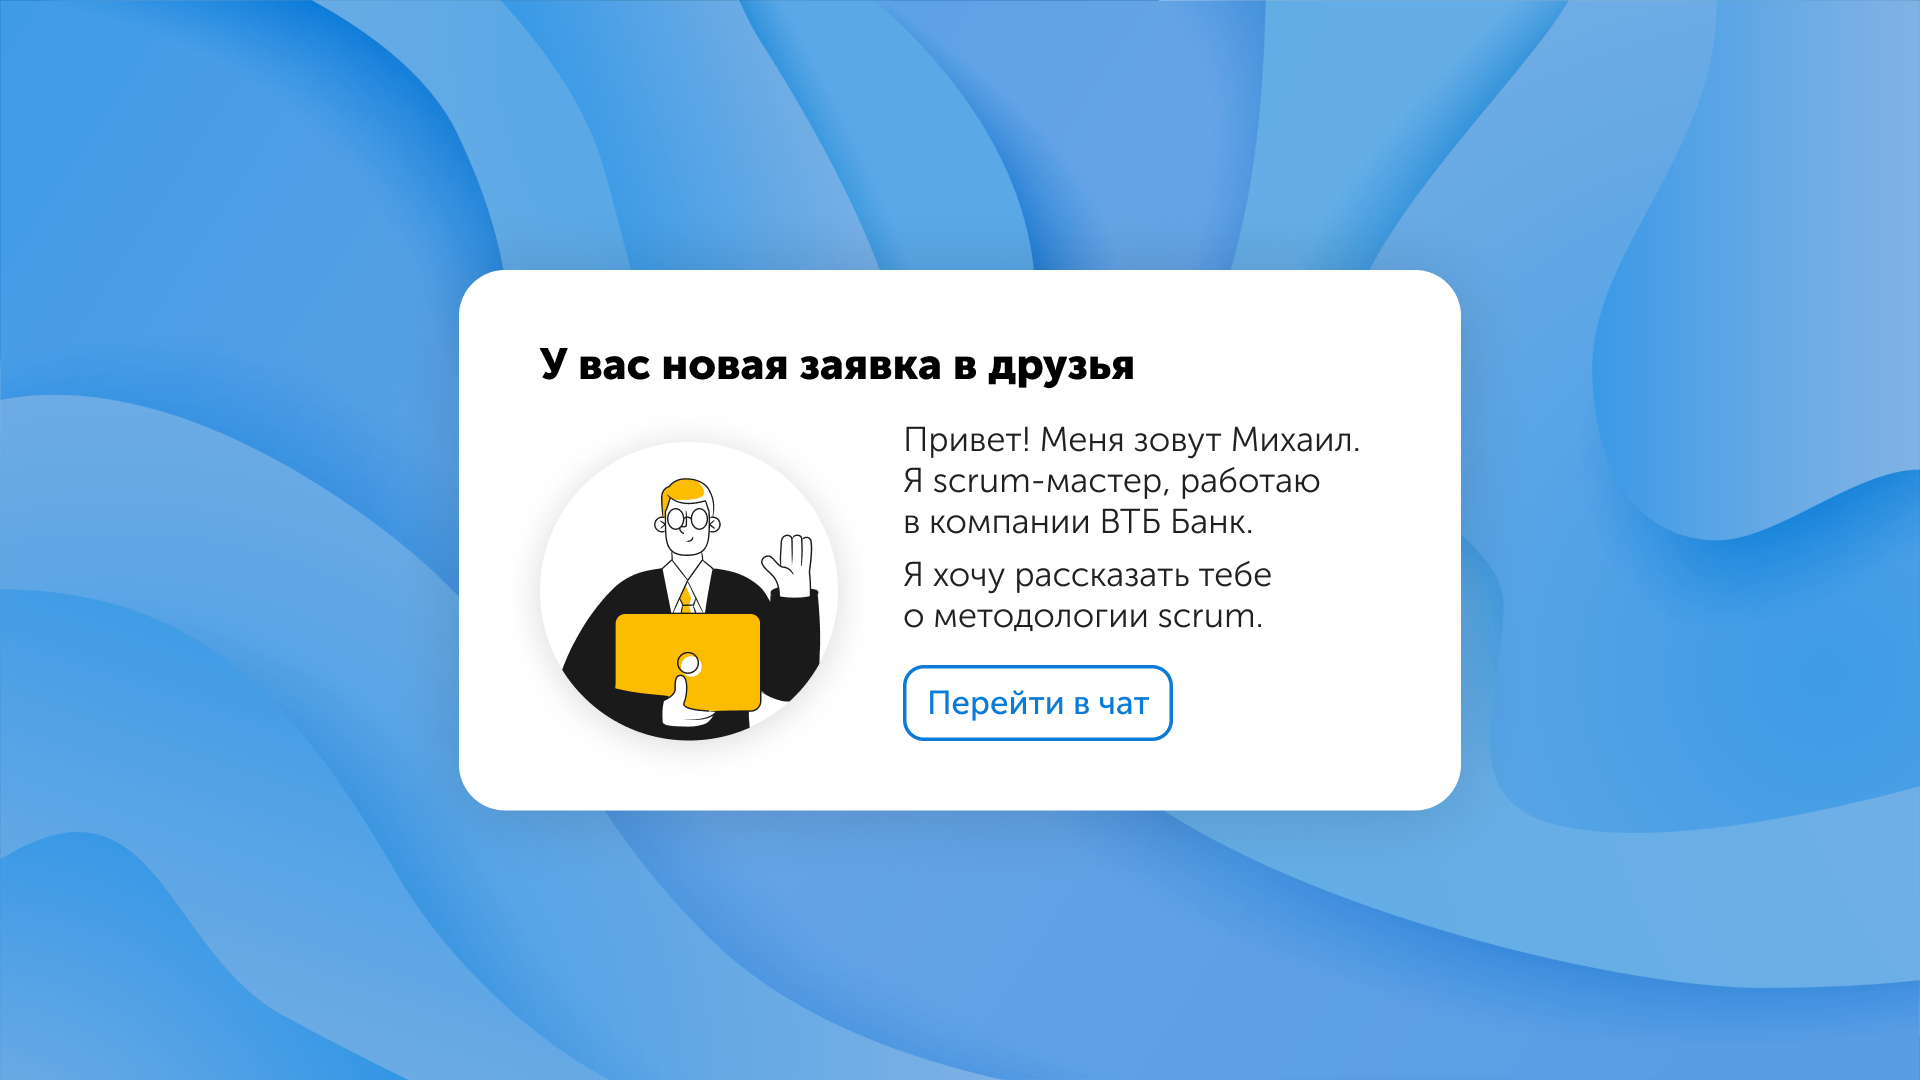 У вас новая заявка в друзья
Привет! Меня зовут Михаил.
Я scrum-мастер, работаю
в компании ВТБ Банк.
Я хочу рассказать тебе
о методологии scrum.
Перейти в чат